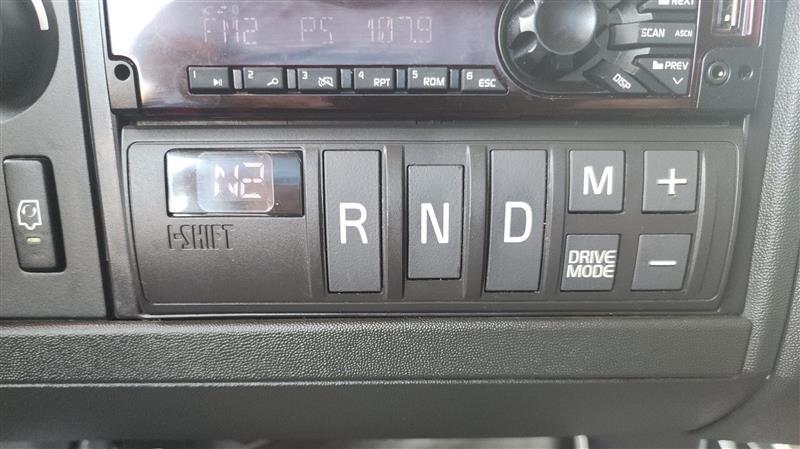 FM2 PS 107.9
NEXT
SCAN ASCN
PREV
DISP
1 2 3 4 RPT 5 RDM 6 ESC
N2
I-SHIFT
R N D M +
DRIVE
MODE
-